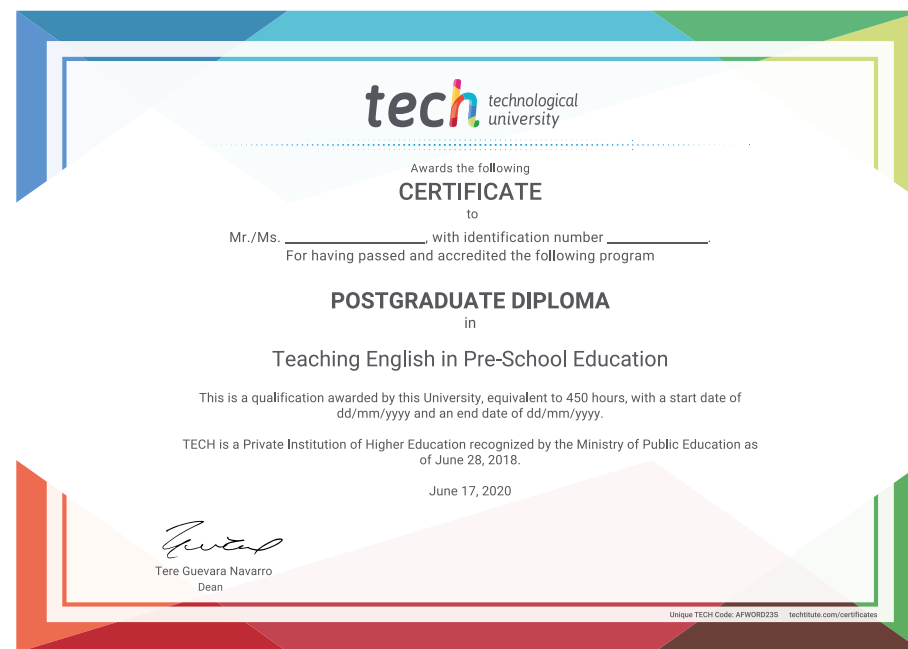 tech technological
university
Awards the following
CERTIFICATE
to
Mr./Ms. ____________________, with identification number ______________.
For having passed and accredited the following program
POSTGRADUATE DIPLOMA
in
Teaching English in Pre-School Education
This is a qualification awarded by this University, equivalent to 450 hours, with a start date of
dd/mm/yyyy and an end date of dd/mm/yyyy.
TECH is a Private Institution of Higher Education recognized by the Ministry of Public Education as
of June 28, 2018.
June 17, 2020
Tere Guevara Navarro
Dean
Unique TECH Code: AFWORD23S techtitute.com/certificates